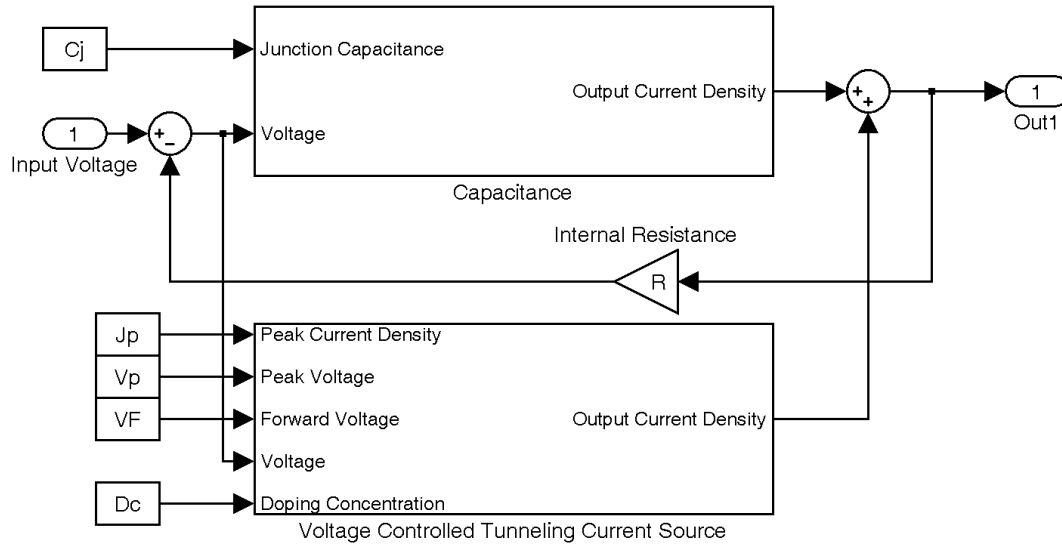 Cj
Junction Capacitance
Output Current Density
+
+
1
Out1
1
Input Voltage
+
−
Voltage
Capacitance
Internal Resistance
R
Jp
Peak Current Density
Vp
Peak Voltage
VF
Forward Voltage
Output Current Density
Voltage
Dc
Doping Concentration
Voltage Controlled Tunneling Current Source